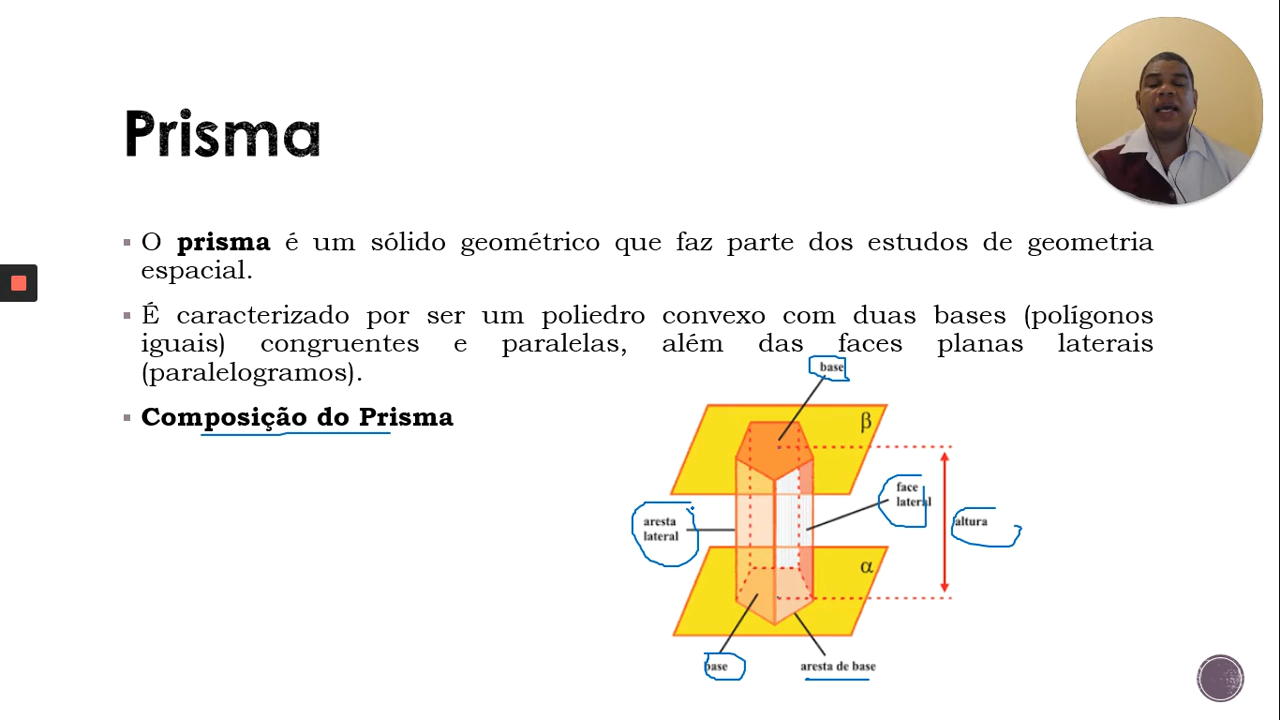 Prisma
O prisma é um sólido geométrico que faz parte dos estudos de geometria
espacial.
É caracterizado por ser um poliedro convexo com duas bases (polígonos
iguais) congruentes e paralelas, além das faces planas laterais
(paralelogramos).
Composição do Prisma
base
β
face
lateral
aresta
lateral
altura
α
base
aresta de base